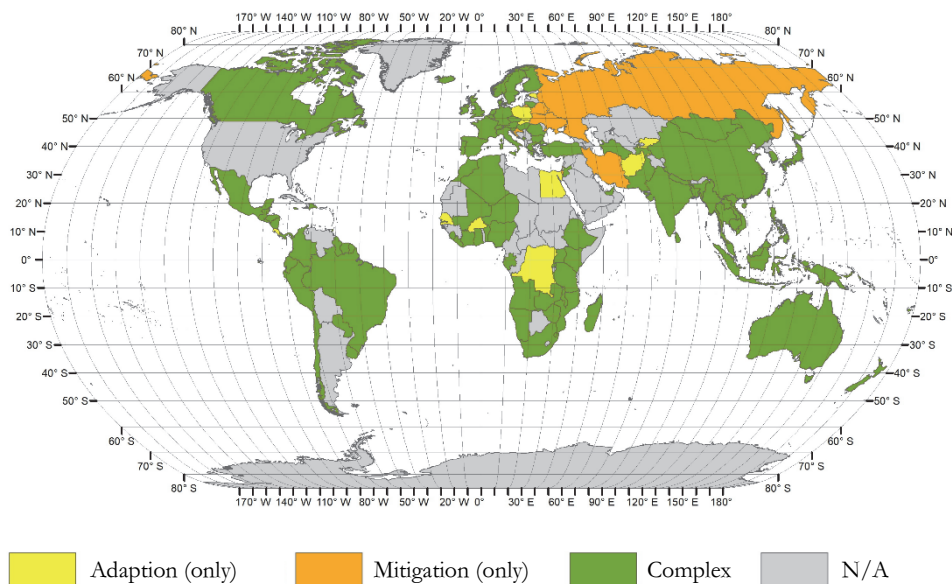 170° W 140° W 110° W 80° W 50° W 20° W 0° 30° E 60° E 90° E 120° E 150° E 180°
80° N 80° N
70° N 70° N
60° N 60° N
50° N 50° N
40° N 40° N
30° N 30° N
20° N 20° N
10° N 10° N
0° 0°
10° S 10° S
20° S 20° S
30° S 30° S
40° S 40° S
50° S 50° S
60° S 60° S
70° S 70° S
80° S 80° S
170° W 140° W 110° W 80° W 50° W 20° W 0° 30° E 60° E 90° E 120° E 150° E 180°
Adaption (only) Mitigation (only) Complex N/A